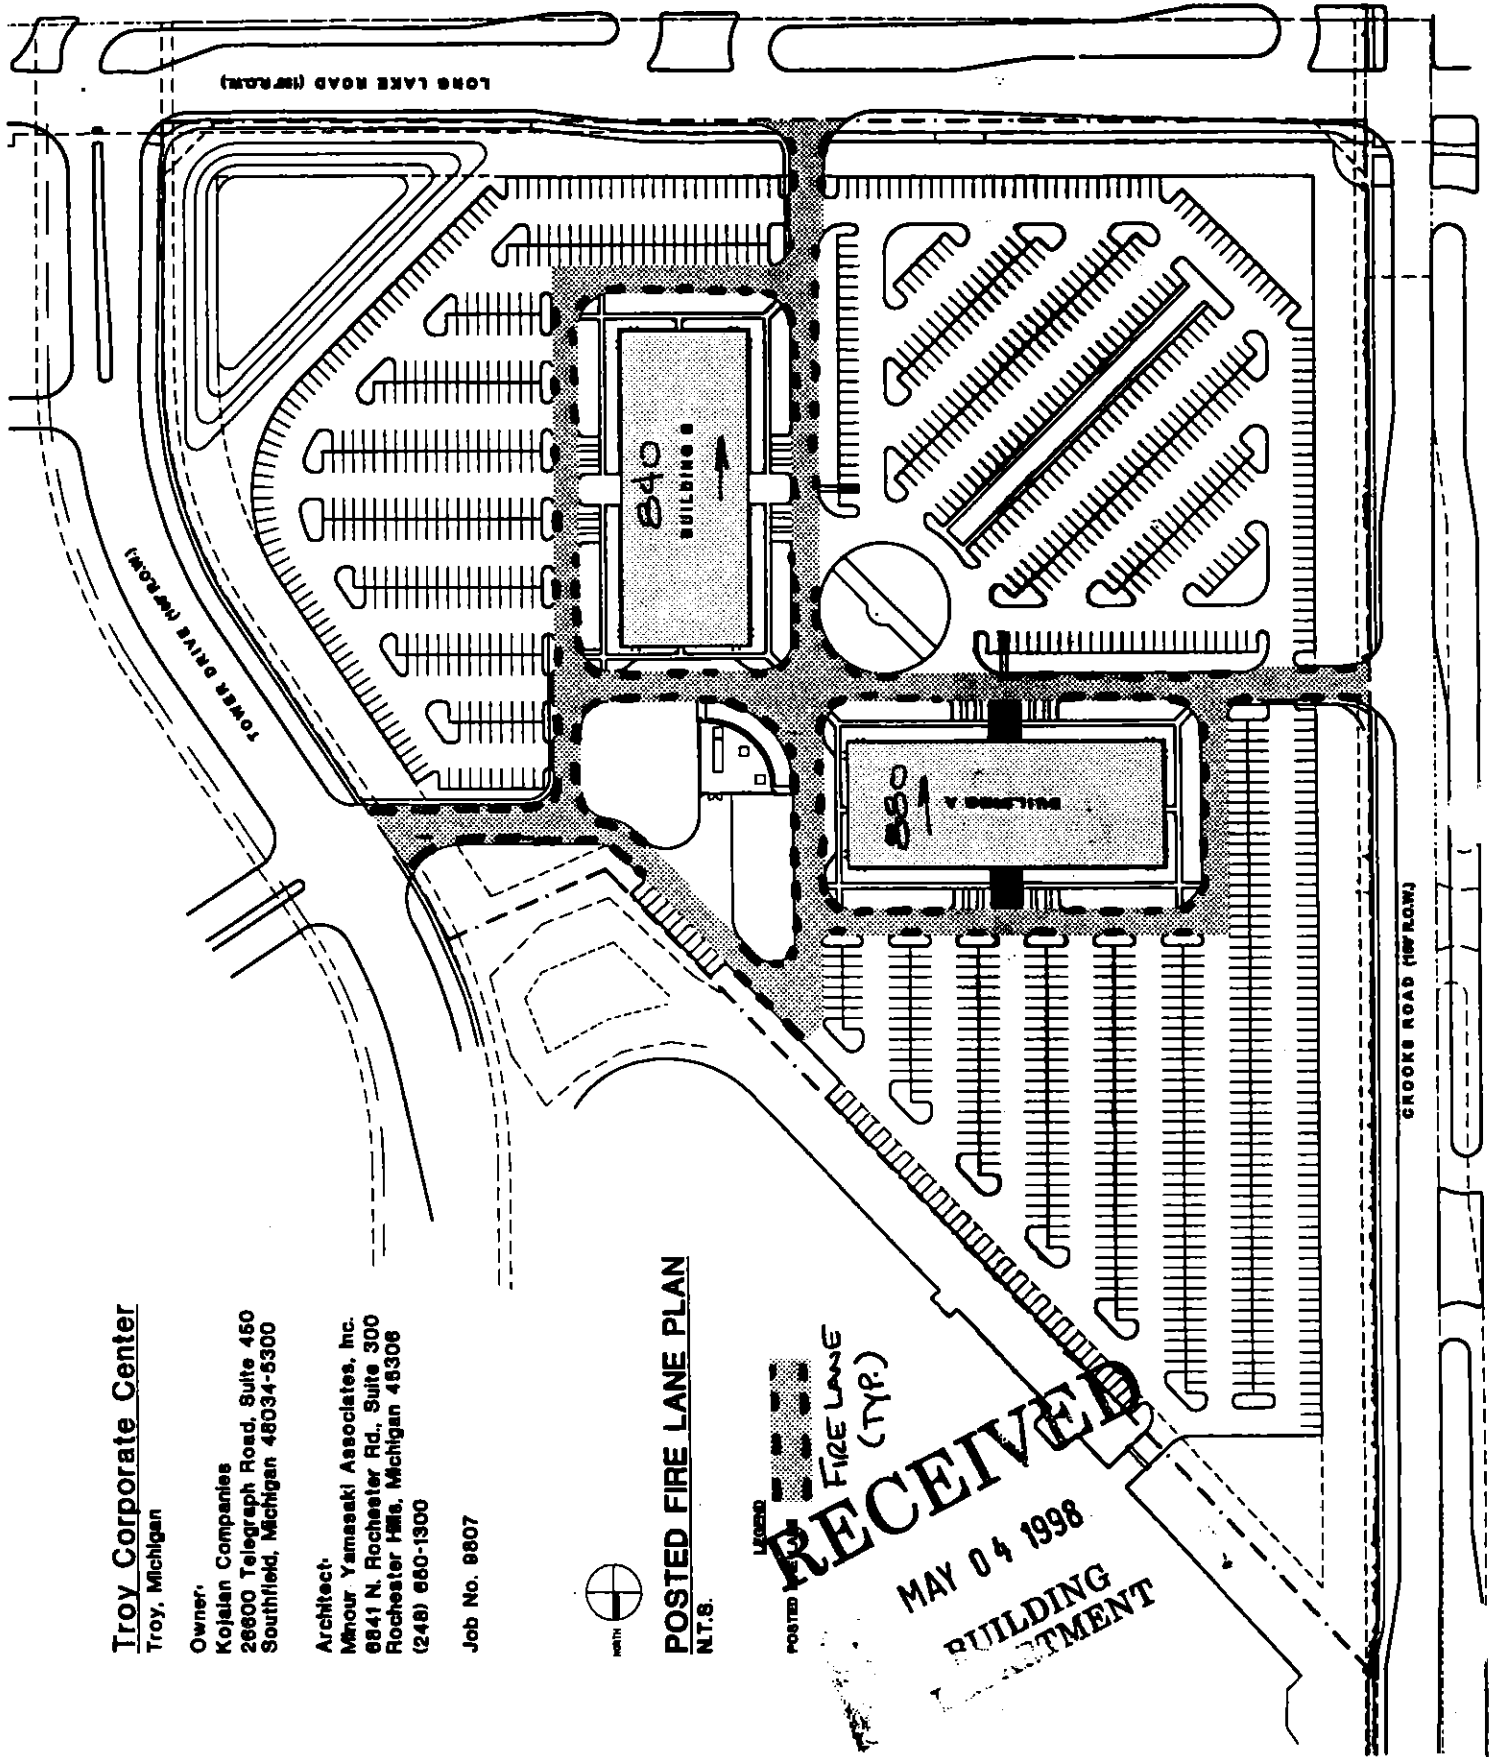 Troy Corporate Center
Troy, Michigan
Owner:
Kojaian Companies
26600 Telegraph Road, Suite 450
Southfield, Michigan 48034-5300
Architect:
Minour Yamasaki Associates, Inc.
6841 N. Rochester Rd. Suite 300
Rochester Hills, Michigan 48306
(248) 650-1300
Job No. 9807
NORTH
POSTED FIRE LANE PLAN
N.T.S.
LEGEND
POSTED
FIRE LANE
(TYP.)
RECEIVED
MAY 04 1998
BUILDING
LONG LAKE ROAD
TOWER DRIVE
840
BUILDING B
880
BUILDING A
CROOKS ROAD